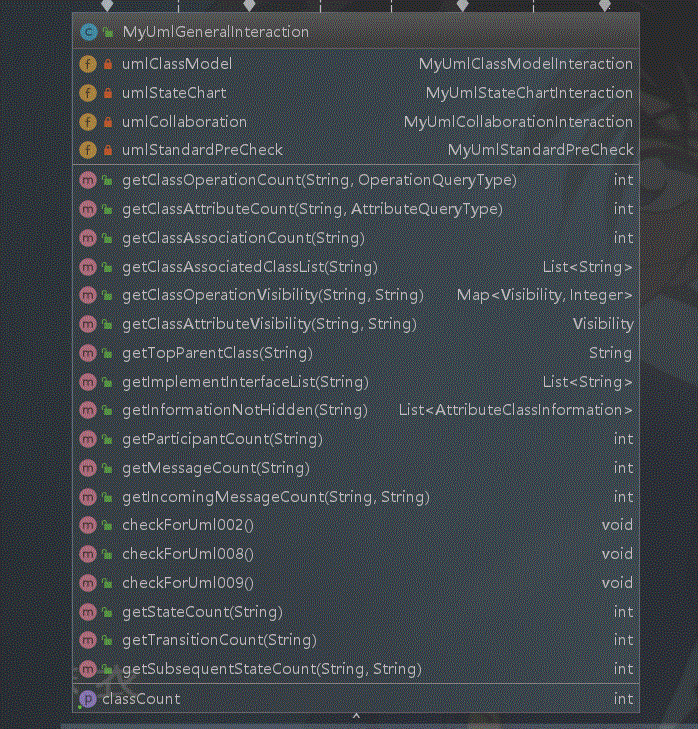 MyUmlGeneralInteraction
umlClassModel MyUmlClassModelInteraction
umlStateChart MyUmlStateChartInteraction
umlCollaboration MyUmlCollaborationInteraction
umlStandardPreCheck MyUmlStandardPreCheck
getClassOperationCount(String, OperationQueryType) int
getClassAttributeCount(String, AttributeQueryType) int
getClassAssociationCount(String) int
getClassAssociatedClassList(String) List<String>
getClassOperationVisibility(String, String) Map<Visibility, Integer>
getClassAttributeVisibility(String, String) Visibility
getTopParentClass(String) String
getImplementInterfaceList(String) List<String>
getInformationNotHidden(String) List<AttributeClassInformation>
getParticipantCount(String) int
getMessageCount(String) int
getIncomingMessageCount(String, String) int
checkForUml002() void
checkForUml008() void
checkForUml009() void
getStateCount(String) int
getTransitionCount(String) int
getSubsequentStateCount(String, String) int
classCount int